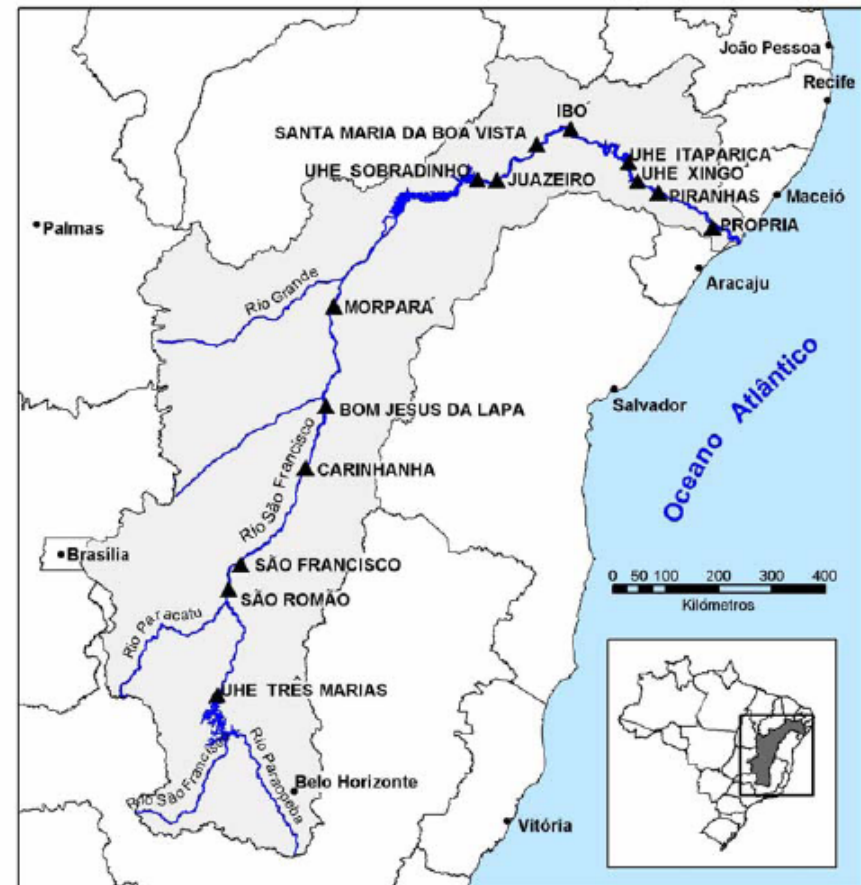 João Pessoa
Recife
IBÓ
SANTA MARIA DA BOA VISTA
UHE ITAPARICA
UHE SOBRADINHO
JUAZEIRO
UHE XINGO
PIRANHAS
Maceió
Palmas
PROPRIA
Aracaju
Rio Grande
MORPARÁ
Salvador
BOM JESUS DA LAPA
Oceano Atlântico
Rio São Francisco
CARINHANHA
Brasília
SÃO FRANCISCO
SÃO ROMÃO
0 50 100 200 300 400
Kilómetros
Rio Paracatu
UHE TRÊS MARIAS
Rio São Francisco
Rio Paraopeba
Belo Horizonte
Vitória